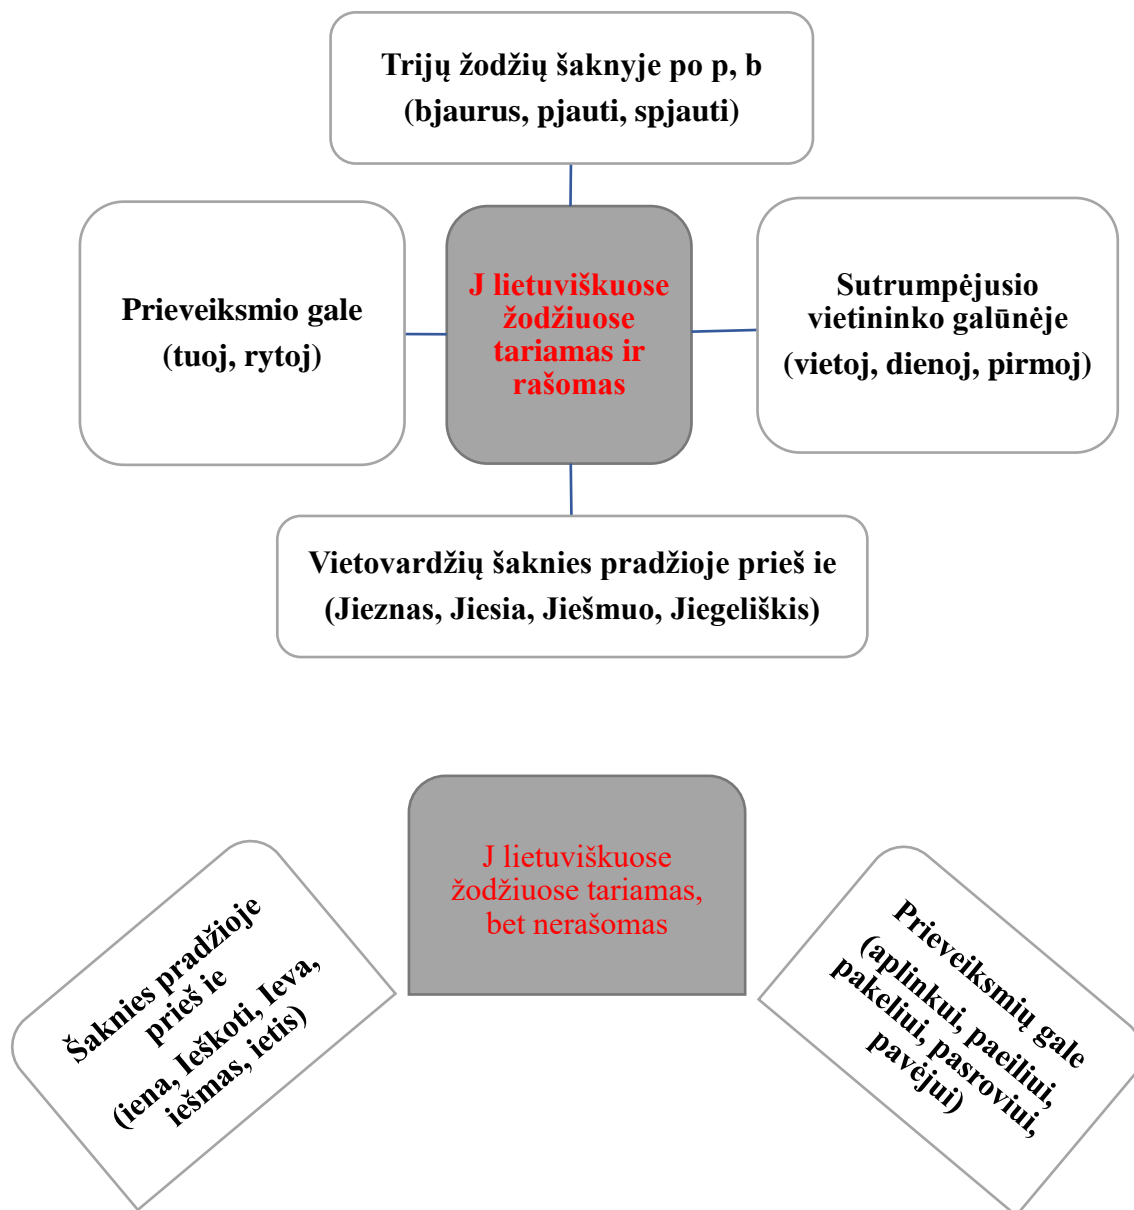 Trijų žodžių šaknyje po p, b
(bjaurus, pjauti, spjauti)
Prieveiksmio gale
(tuoj, rytoj)
J lietuviškuose
žodžiuose
tariamas ir
rašomas
Sutrumpėjusio
vietininko galūnėje
(vietoj, dienoj, pirmoj)
Vietovardžių šaknies pradžioje prieš ie
(Jieznas, Jiesia, Jiešmuo, Jiegeliškis)
J lietuviškuose
žodžiuose tariamas,
bet nerašomas
Šaknies pradžioje
prieš ie
(iena, Ieškoti, Ieva,
iešmas, ietis)
Prieveiksmių gale
(aplinkui, paeiliui,
pakeliui, pasroviui,
pavėjui)